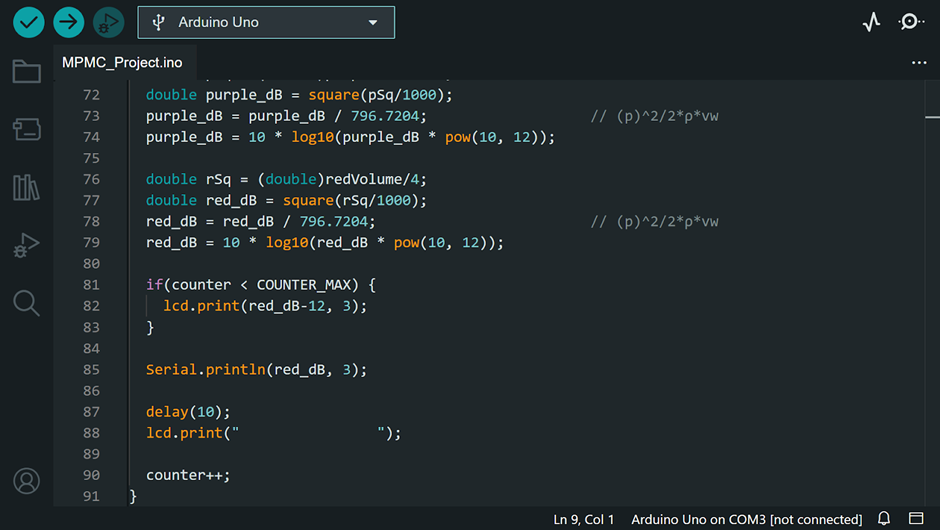 Arduino Uno
MPMC_Project.ino
72 double purple_dB = square(pSq/1000);
73 purple_dB = purple_dB / 796.7204; // (p)^2/2*ρ*vw
74 purple_dB = 10 * log10(purple_dB * pow(10, 12));
75
76 double rSq = (double)redVolume/4;
77 double red_dB = square(rSq/1000);
78 red_dB = red_dB / 796.7204; // (p)^2/2*ρ*vw
79 red_dB = 10 * log10(red_dB * pow(10, 12));
80
81 if(counter < COUNTER_MAX) {
82 lcd.print(red_dB-12, 3);
83 }
84
85 Serial.println(red_dB, 3);
86
87 delay(10);
88 lcd.print("                ");
89
90 counter++;
91 }
Ln 9, Col 1 Arduino Uno on COM3 [not connected]